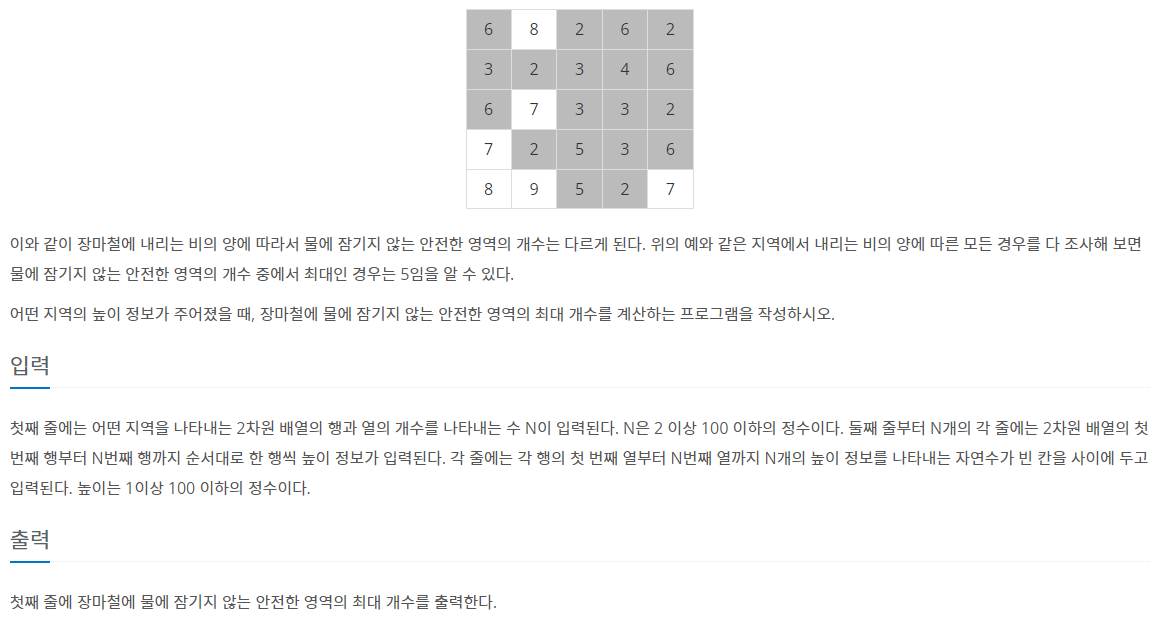 6 8 2 6 2
3 2 3 4 6
6 7 3 3 2
7 2 5 3 6
8 9 5 2 7
이와 같이 장마철에 내리는 비의 양에 따라서 물에 잠기지 않는 안전한 영역의 개수는 다르게 된다. 위의 예와 같은 지역에서 내리는 비의 양에 따른 모든 경우를 다 조사해 보면
물에 잠기지 않는 안전한 영역의 개수 중에서 최대인 경우는 5임을 알 수 있다.
어떤 지역의 높이 정보가 주어졌을 때, 장마철에 물에 잠기지 않는 안전한 영역의 최대 개수를 계산하는 프로그램을 작성하시오.
입력
첫째 줄에는 어떤 지역을 나타내는 2차원 배열의 행과 열의 개수를 나타내는 수 N이 입력된다. N은 2 이상 100 이하의 정수이다. 둘째 줄부터 N개의 각 줄에는 2차원 배열의 첫
번째 행부터 N번째 행까지 순서대로 한 행씩 높이 정보가 입력된다. 각 줄에는 각 행의 첫 번째 열부터 N번째 열까지 N개의 높이 정보를 나타내는 자연수가 빈 칸을 사이에 두고
입력된다. 높이는 1이상 100 이하의 정수이다.
출력
첫째 줄에 장마철에 물에 잠기지 않는 안전한 영역의 최대 개수를 출력한다.